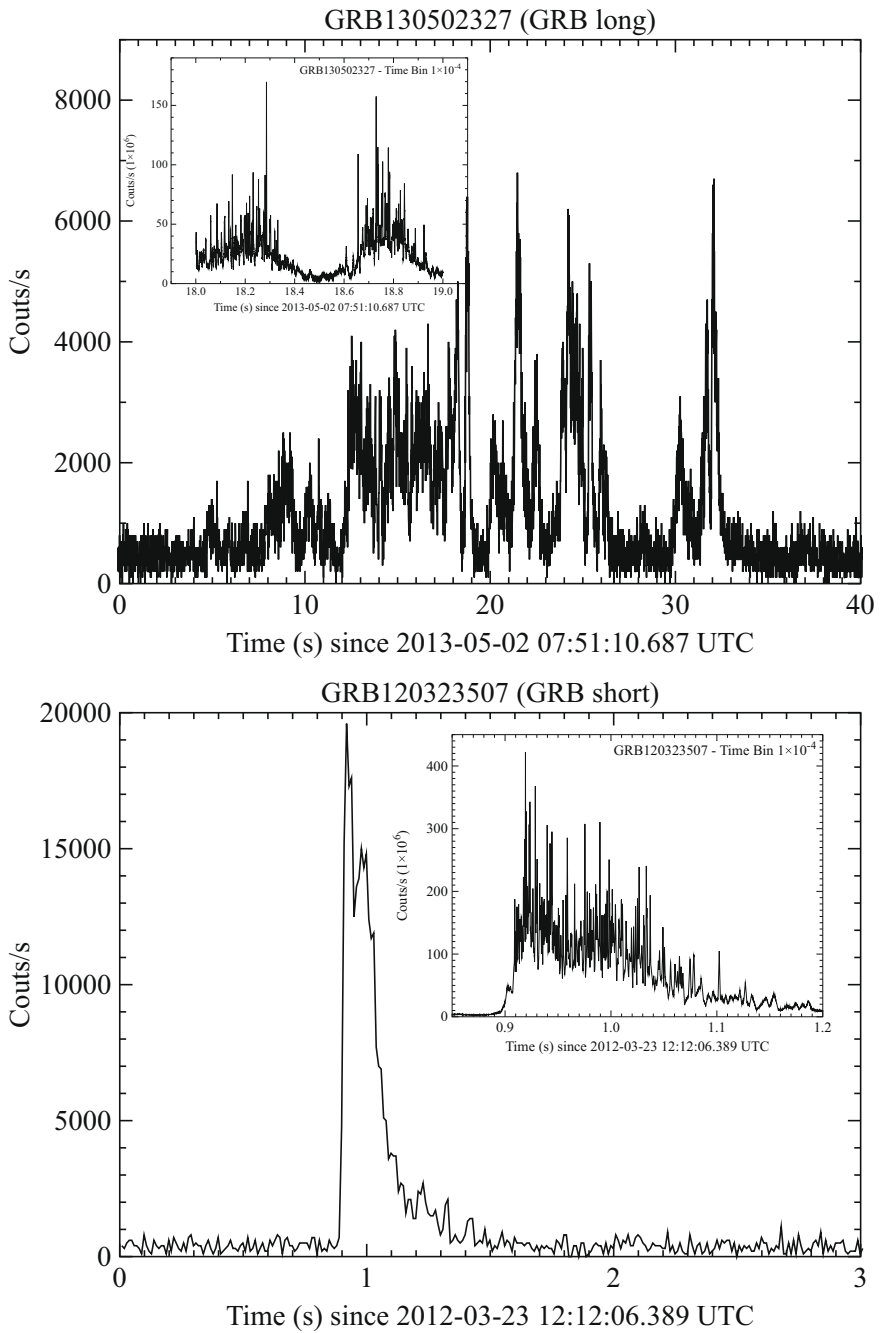 GRB130502327 (GRB long)
8000
6000
4000
2000
0
Couts/s
0 10 20 30 40
Time (s) since 2013-05-02 07:51:10.687 UTC
GRB130502327 - Time Bin 1×10⁻⁴
150
100
50
0
Couts/s (1×10⁶)
18.0 18.2 18.4 18.6 18.8 19.0
Time (s) since 2013-05-02 07:51:10.687 UTC
GRB120323507 (GRB short)
20000
15000
10000
5000
0
Couts/s
0 1 2 3
Time (s) since 2012-03-23 12:12:06.389 UTC
GRB120323507 - Time Bin 1×10⁻⁴
400
300
200
100
0
Couts/s (1×10⁶)
0.9 1.0 1.1 1.2
Time (s) since 2012-03-23 12:12:06.389 UTC